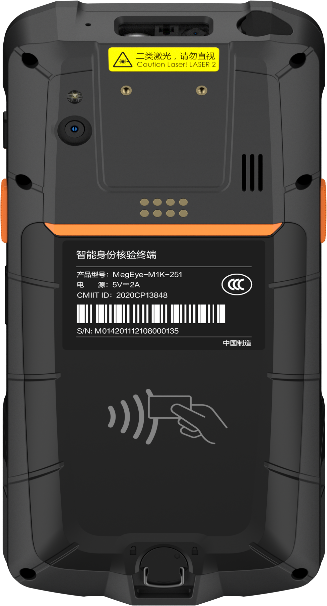 二类激光，请勿直视
Caution Laser! LASER 2
智能身份核验终端
产品型号：MegEye-M1K-251
电 源：5V⎓2A
CMIIT ID：2020CP13848
CCC
S/N: M014201112108000135
中国制造